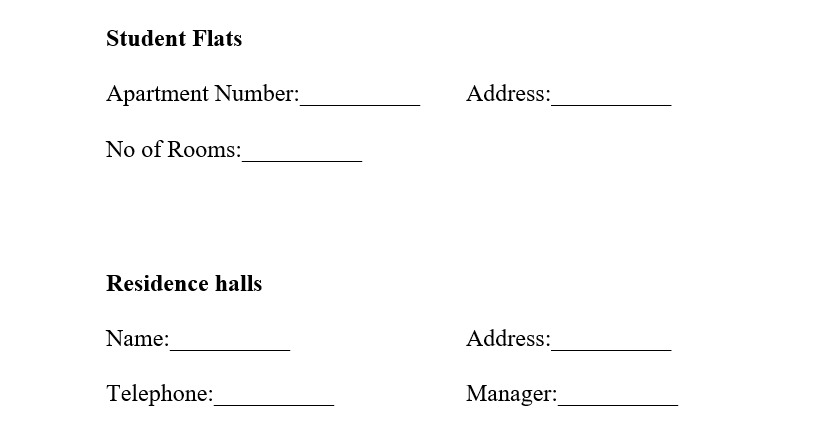 Student Flats
Apartment Number:__________ Address:__________
No of Rooms:__________
Residence halls
Name:__________ Address:__________
Telephone:__________ Manager:__________